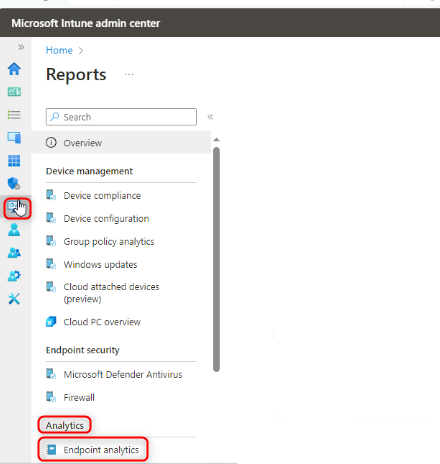 Microsoft Intune admin center
»
Home >
Reports ...
Search «
Overview
Device management
Device compliance
Device configuration
Group policy analytics
Windows updates
Cloud attached devices
(preview)
Cloud PC overview
Endpoint security
Microsoft Defender Antivirus
Firewall
Analytics
Endpoint analytics